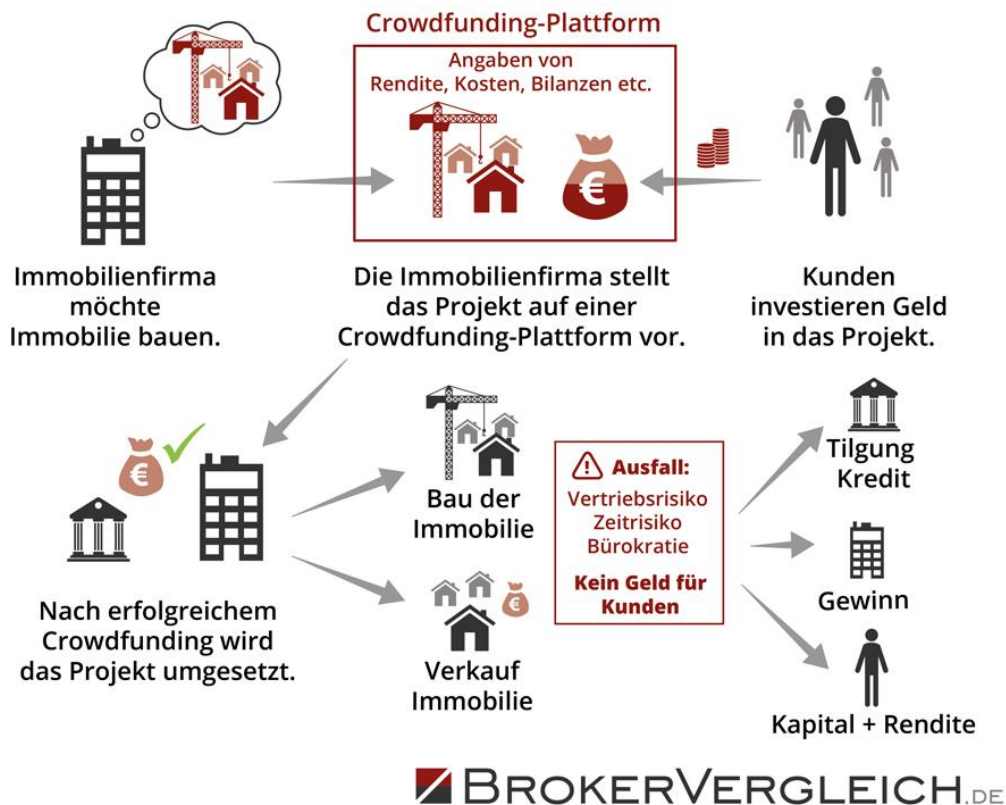 Crowdfunding-Plattform
Angaben von
Rendite, Kosten, Bilanzen etc.
€
Immobilienfirma
möchte
Immobilie bauen.
Die Immobilienfirma stellt
das Projekt auf einer
Crowdfunding-Plattform vor.
Kunden
investieren Geld
in das Projekt.
€
Nach erfolgreichem
Crowdfunding wird
das Projekt umgesetzt.
Bau der
Immobilie
€
Verkauf
Immobilie
Ausfall:
Vertriebsrisiko
Zeitrisiko
Bürokratie
Kein Geld für
Kunden
Tilgung
Kredit
Gewinn
Kapital + Rendite
BROKERVERGLEICH.DE